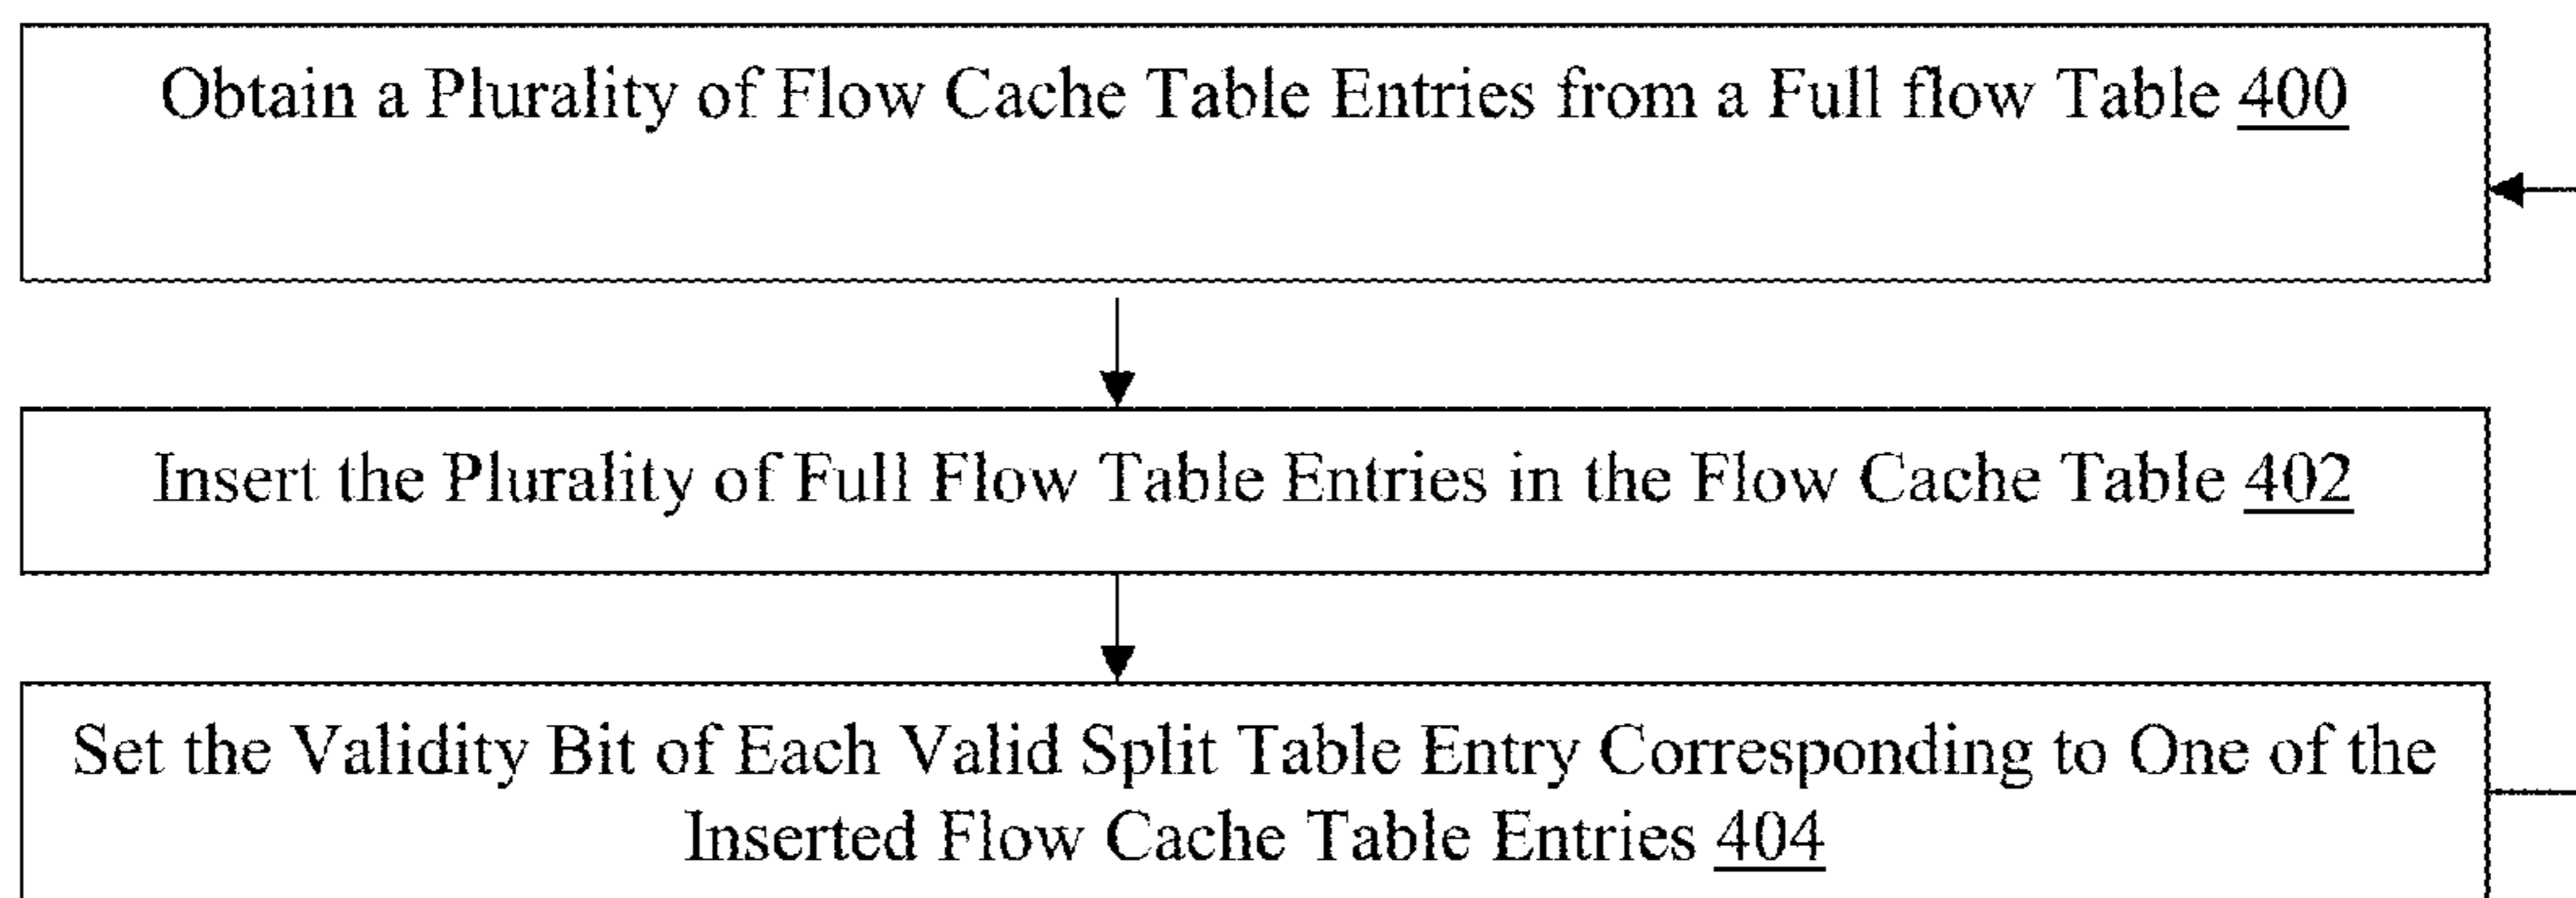 Obtain a Plurality of Flow Cache Table Entries from a Full flow Table 400
Insert the Plurality of Full Flow Table Entries in the Flow Cache Table 402
Set the Validity Bit of Each Valid Split Table Entry Corresponding to One of the
Inserted Flow Cache Table Entries 404